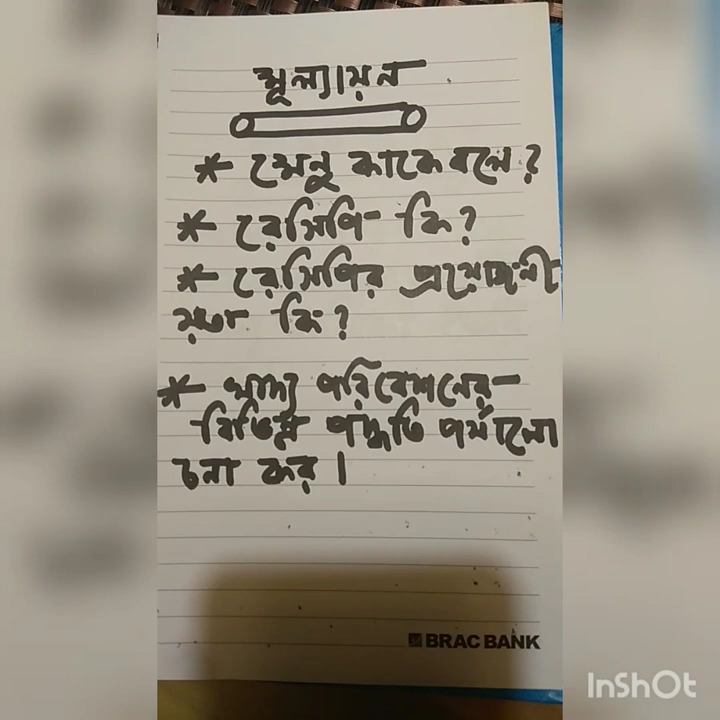 মূল্যায়ন
* মেনু কাকে বলে?
* রেসিপি কি?
* রেসিপির প্রয়োজনী
য়তা কি?
* খাদ্য পরিবেশনের
বিভিন্ন পদ্ধতি পর্যালো
চনা কর।
BRAC BANK
InShOt